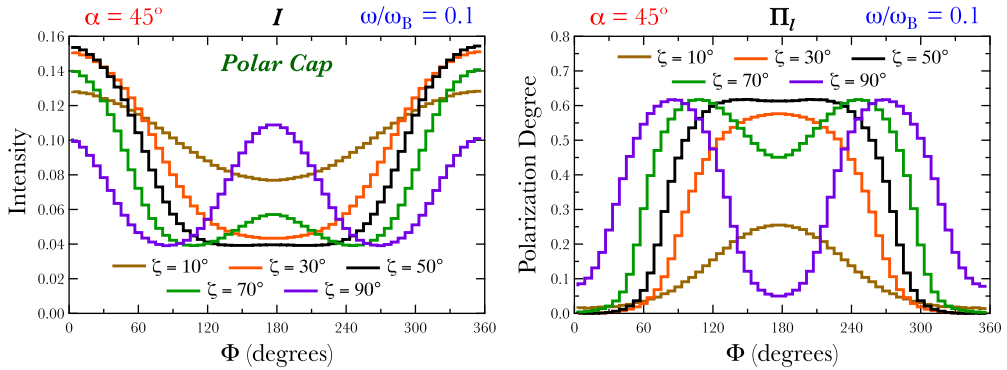 α = 45° I ω/ω_B = 0.1
Polar Cap
Intensity
0.16
0.14
0.12
0.10
0.08
0.06
0.04
0.02
0.00
ζ = 10° ζ = 30° ζ = 50°
ζ = 70° ζ = 90°
0 60 120 180 240 300 360
Φ (degrees)
α = 45° Π_l ω/ω_B = 0.1
ζ = 10° ζ = 30° ζ = 50°
ζ = 70° ζ = 90°
Polarization Degree
0.8
0.7
0.6
0.5
0.4
0.3
0.2
0.1
0.0
0 60 120 180 240 300 360
Φ (degrees)